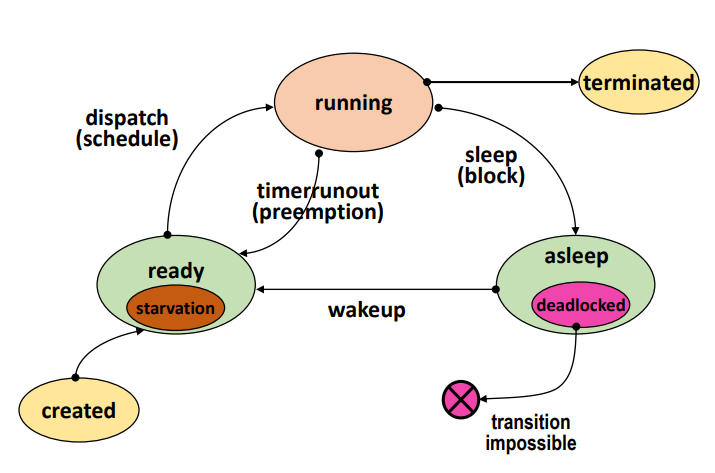 running
terminated
dispatch
(schedule)
sleep
(block)
timerrunout
(preemption)
ready
starvation
asleep
deadlocked
wakeup
created
transition
impossible